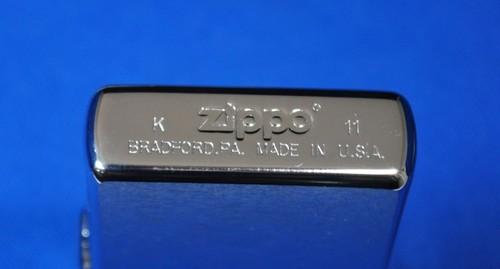 K zippo® 11
BRADFORD, PA. MADE IN U.S.A.